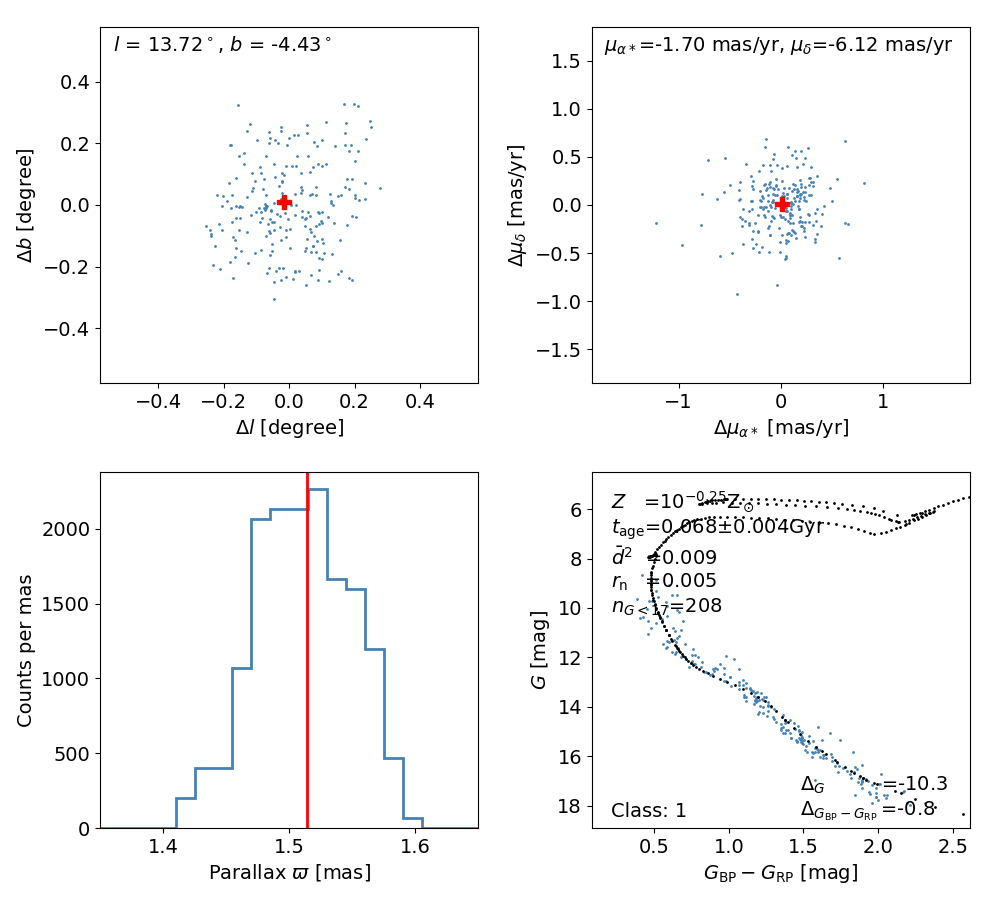 l = 13.72°, b = -4.43°
0.4
0.2
0.0
−0.2
−0.4
Δb [degree]
−0.4 −0.2 0.0 0.2 0.4
Δl [degree]
μα*=-1.70 mas/yr, μδ=-6.12 mas/yr
1.5
1.0
0.5
0.0
−0.5
−1.0
−1.5
Δμδ [mas/yr]
−1 0 1
Δμα* [mas/yr]
2000
1500
1000
500
0
Counts per mas
1.4 1.5 1.6
Parallax ϖ [mas]
6
8
10
12
14
16
18
G [mag]
Z =10^−0.25 Z⊙
t_age=0.068±0.004Gyr
d̄² =0.009
r_n =0.005
n_G<17=208
Δ_G =-10.3
Class: 1 Δ_GBP−GRP =-0.8
0.5 1.0 1.5 2.0 2.5
G_BP − G_RP [mag]